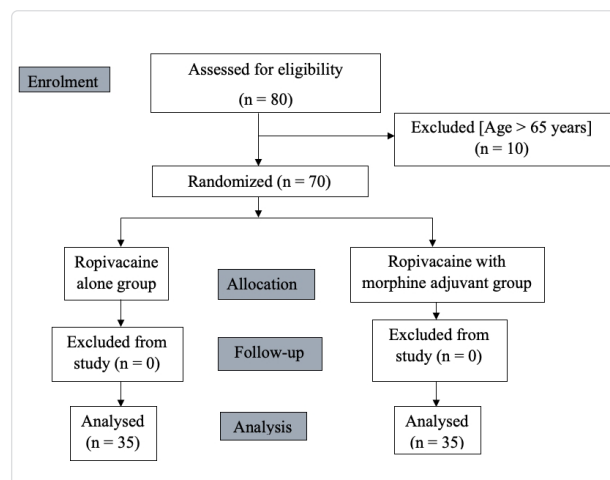 Enrolment
Assessed for eligibility
(n = 80)
Excluded [Age > 65 years]
(n = 10)
Randomized (n = 70)
Ropivacaine
alone group
Allocation
Ropivacaine with
morphine adjuvant group
Excluded from
study (n = 0)
Follow-up
Excluded from
study (n = 0)
Analysed
(n = 35)
Analysis
Analysed
(n = 35)